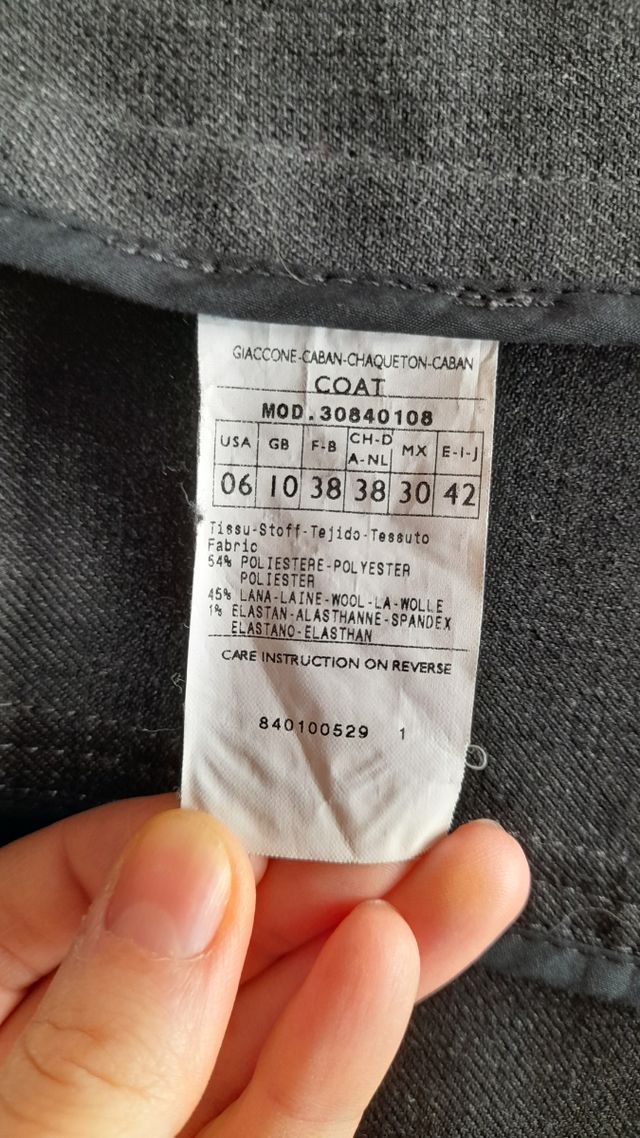 GIACCONE-CABAN-CHAQUETON-CABAN
COAT
MOD.30840108
USA GB F-B CH-D A-NL MX E-I-J
06 10 38 38 30 42
Tissu-Stoff-Tejido-Tessuto
Fabric
54% POLIESTERE-POLYESTER
POLIESTER
45% LANA-LAINE-WOOL-LA-WOLLE
1% ELASTAN-ALASTHANNE-SPANDEX
ELASTANO-ELASTHAN
CARE INSTRUCTION ON REVERSE
840100529 1